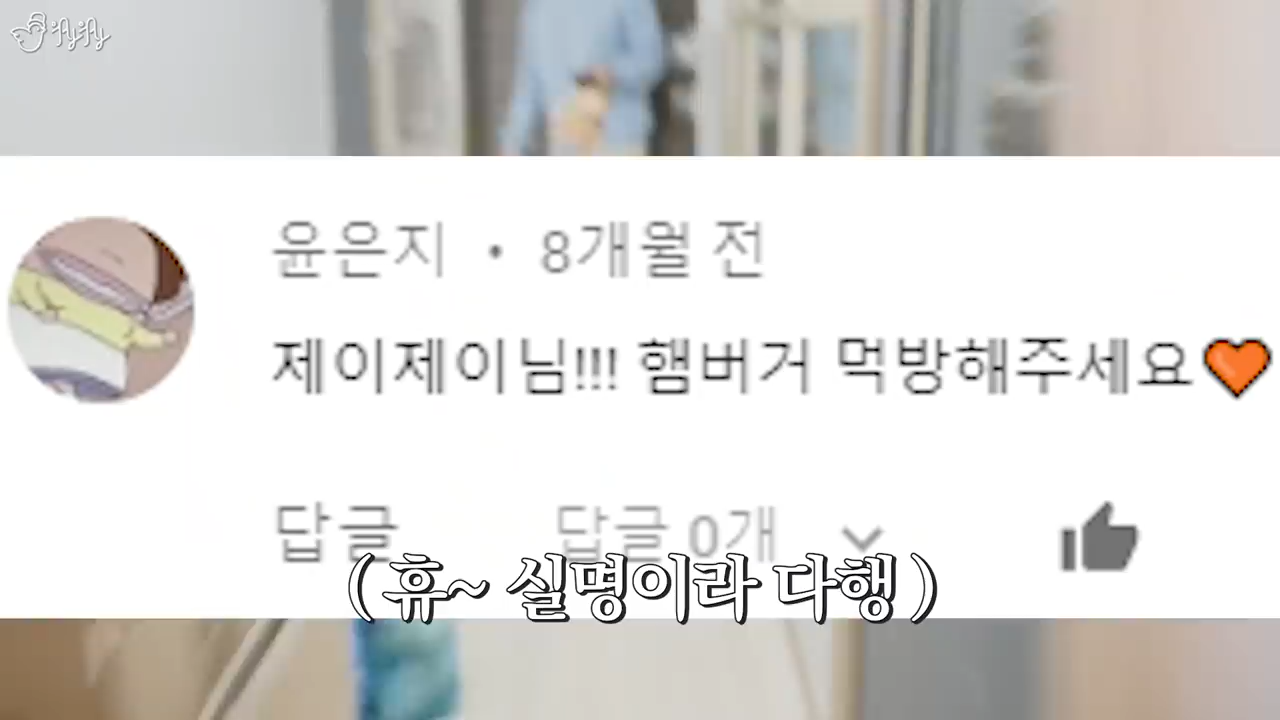 윤은지 • 8개월 전
제이제이님!!! 햄버거 먹방해주세요🧡
답글 답글 0개
(휴~ 실명이라 다행)